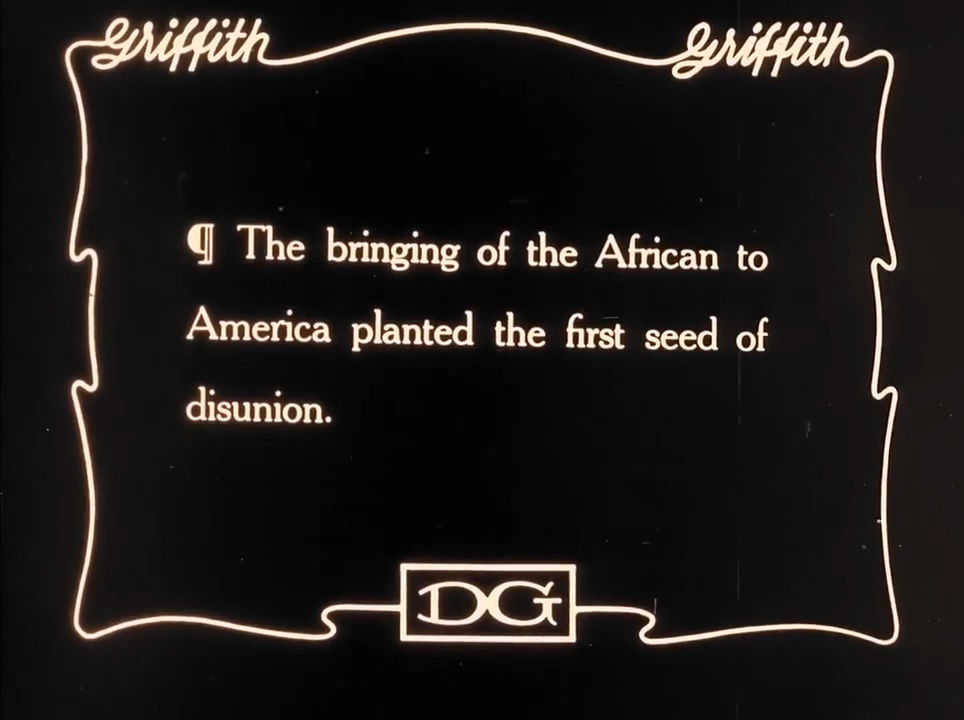 Griffith Griffith
¶ The bringing of the African to
America planted the first seed of
disunion.
DG